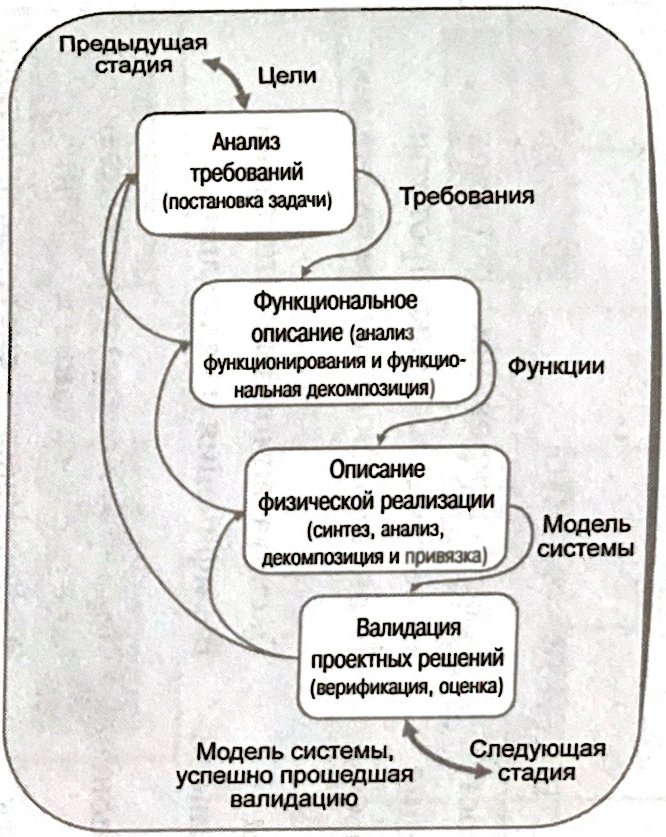 Предыдущая
стадия
Цели
Анализ
требований
(постановка задачи)
Требования
Функциональное
описание (анализ
функционирования и функцио-
нальная декомпозиция)
Функции
Описание
физической реализации
(синтез, анализ,
декомпозиция и привязка)
Модель
системы
Валидация
проектных решений
(верификация, оценка)
Модель системы,
успешно прошедшая
валидацию
Следующая
стадия